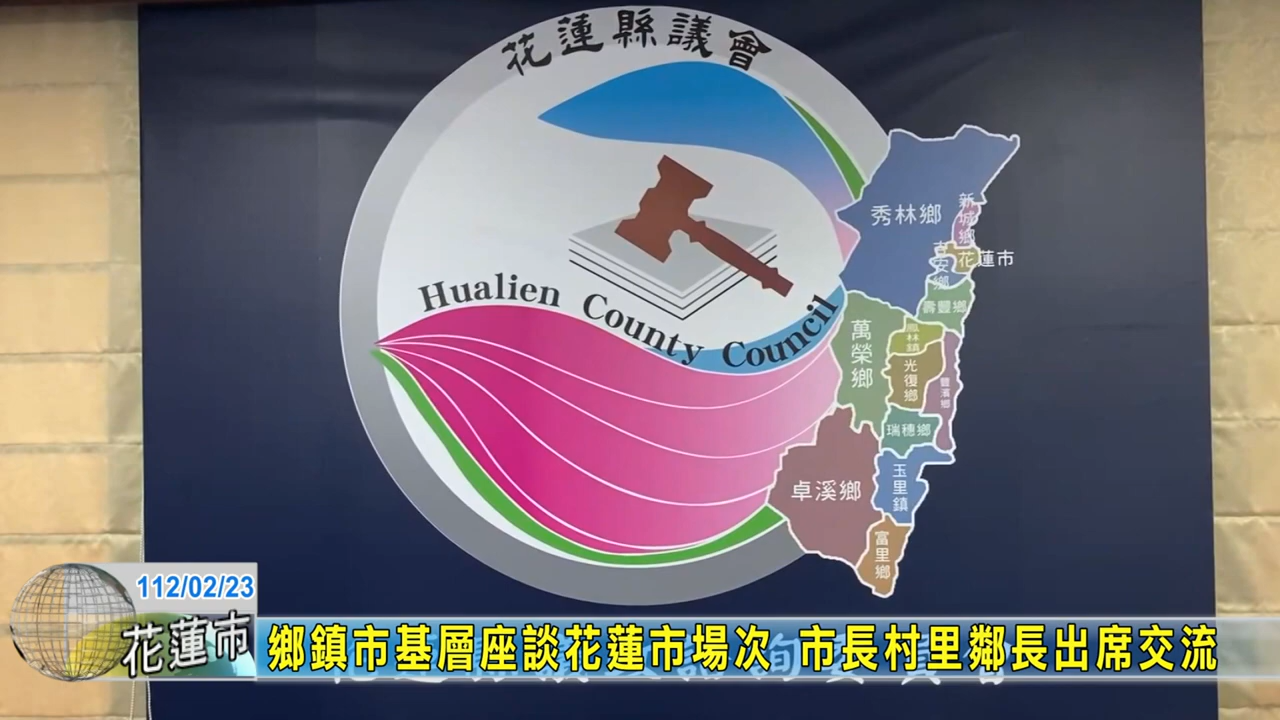 花蓮縣議會
Hualien County Council
秀林鄉
新城鄉
吉安鄉
花蓮市
壽豐鄉
萬榮鄉
鳳林鎮
光復鄉
豐濱鄉
瑞穗鄉
卓溪鄉
玉里鎮
富里鄉
112/02/23
花蓮市
鄉鎮市基層座談花蓮市場次 市長村里鄰長出席交流